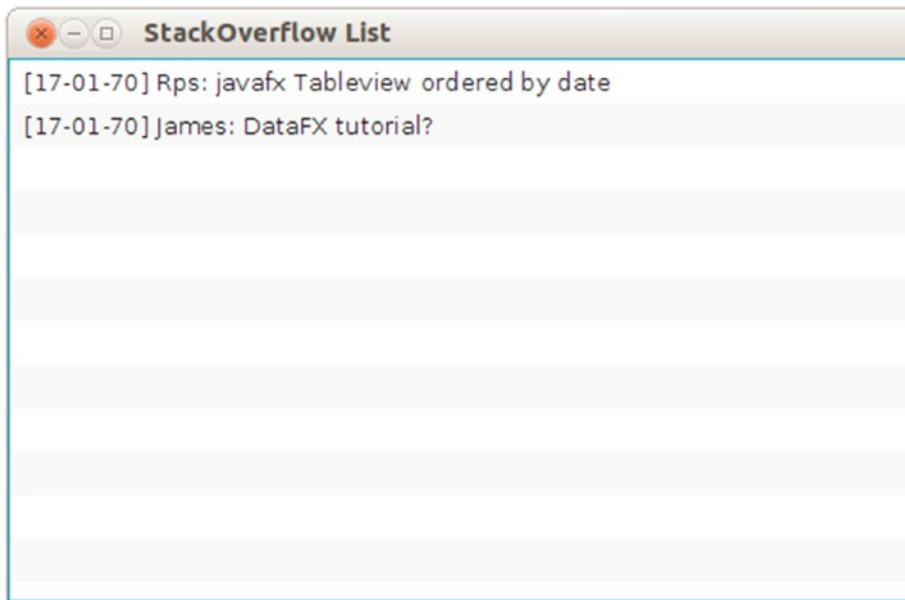 StackOverflow List
[17-01-70] Rps: javafx Tableview ordered by date
[17-01-70] James: DataFX tutorial?